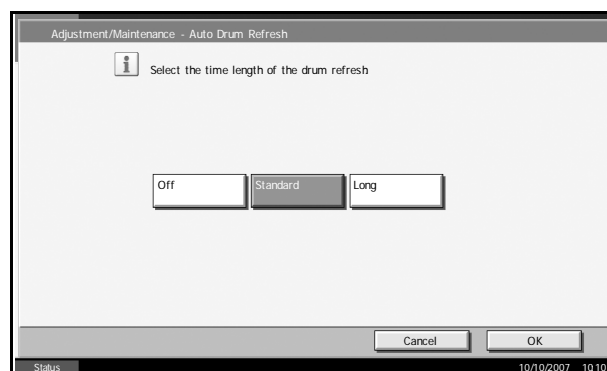 Adjustment/Maintenance - Auto Drum Refresh
Select the time length of the drum refresh
Off
Standard
Long
Cancel
OK
Status
10/10/2007 10:10